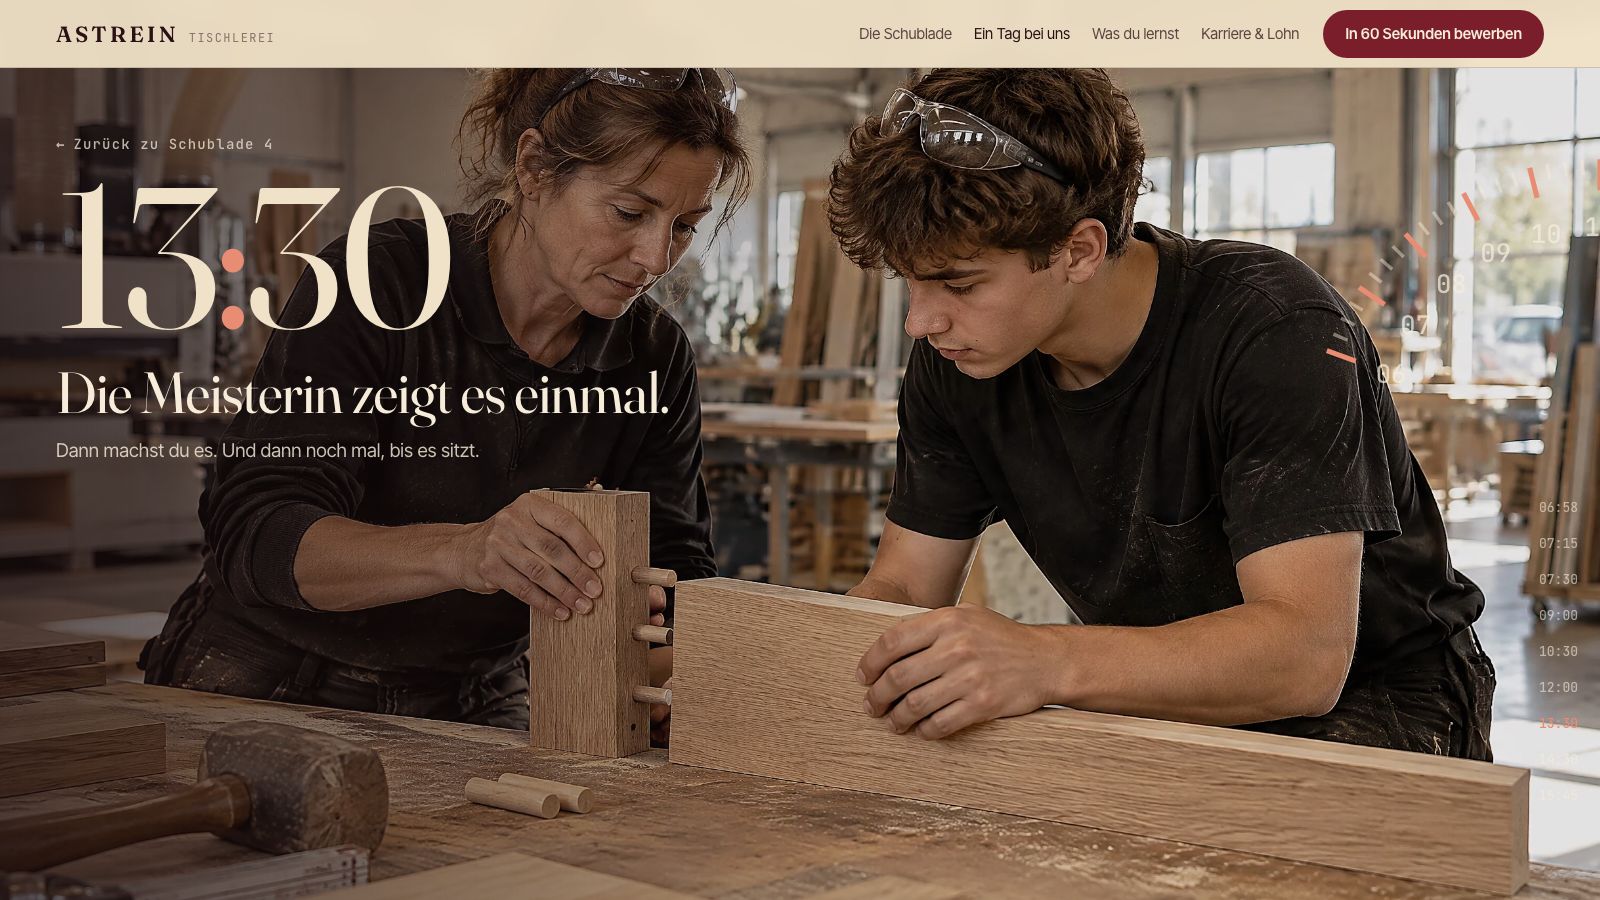 ASTREIN TISCHLEREI
Die Schublade
Ein Tag bei uns
Was du lernst
Karriere & Lohn
In 60 Sekunden bewerben
← Zurück zu Schublade 4
13:30
Die Meisterin zeigt es einmal.
Dann machst du es. Und dann noch mal, bis es sitzt.
06
07
08
09
10
06:58
07:15
07:30
09:00
10:30
12:00
13:30
15:45